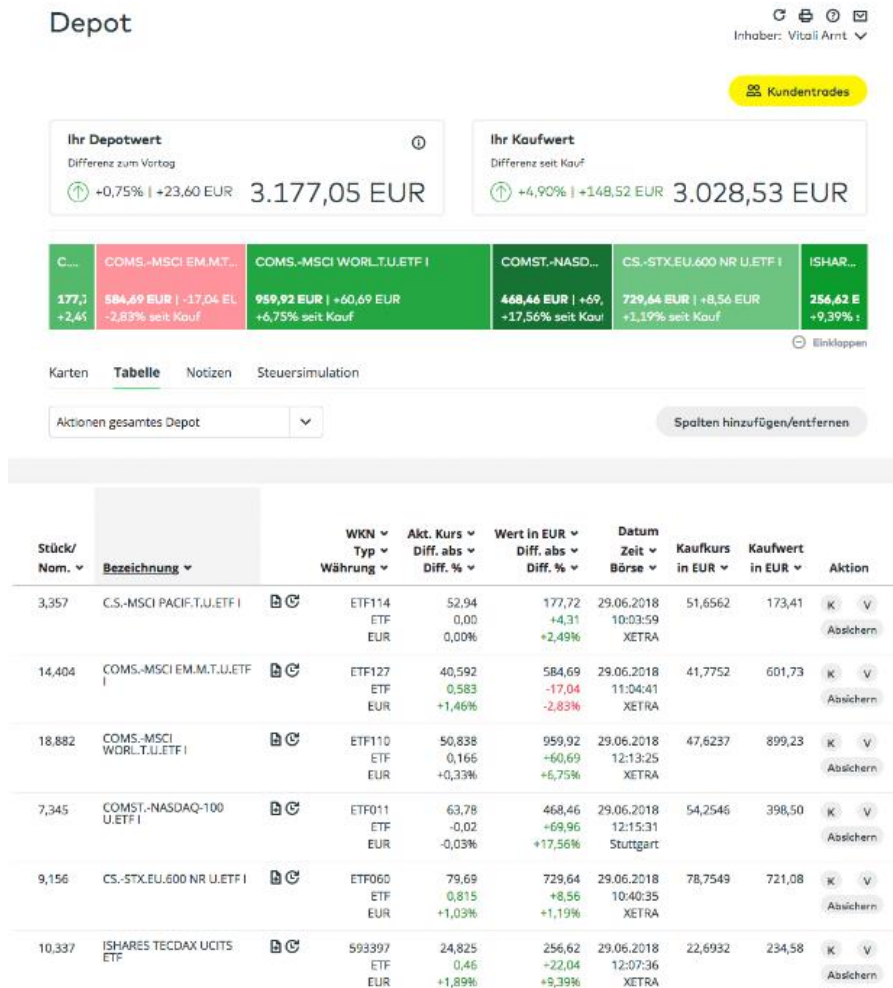 Depot
Inhaber: Vitali Arnt
Kundentrades
Ihr Depotwert
Differenz zum Vortag
+0,75% | +23,60 EUR 3.177,05 EUR
Ihr Kaufwert
Differenz seit Kauf
+4,90% | +148,52 EUR 3.028,53 EUR
C.... COMS.-MSCI EM.M.T... COMS.-MSCI WORL.T.U.ETF I COMST.-NASD... CS.-STX.EU.600 NR U.ETF I ISHAR...
177,7 584,69 EUR | -17,04 EU 959,92 EUR | +60,69 EUR 468,46 EUR | +69, 729,64 EUR | +8,56 EUR 256,62 E
+2,49 -2,83% seit Kauf +6,75% seit Kauf +17,56% seit Kauf +1,19% seit Kauf +9,39% s
Einklappen
Karten Tabelle Notizen Steuersimulation
Aktionen gesamtes Depot
Spalten hinzufügen/entfernen
Stück/ Nom. Bezeichnung WKN Typ Währung Akt. Kurs Diff. abs Diff. % Wert in EUR Diff. abs Diff. % Datum Zeit Börse Kaufkurs in EUR Kaufwert in EUR Aktion
3,357 C.S.-MSCI PACIF.T.U.ETF I ETF114 52,94 177,72 29.06.2018 51,6562 173,41 K V
ETF 0,00 +4,31 10:03:59
EUR 0,00% +2,49% XETRA Absichern
14,404 COMS.-MSCI EM.M.T.U.ETF I ETF127 40,592 584,69 29.06.2018 41,7752 601,73 K V
ETF 0,583 -17,04 11:04:41
EUR +1,46% -2,83% XETRA Absichern
18,882 COMS.-MSCI WORL.T.U.ETF I ETF110 50,838 959,92 29.06.2018 47,6237 899,23 K V
ETF 0,166 +60,69 12:13:25
EUR +0,33% +6,75% XETRA Absichern
7,345 COMST.-NASDAQ-100 U.ETF I ETF011 63,78 468,46 29.06.2018 54,2546 398,50 K V
ETF -0,02 +69,96 12:15:31
EUR -0,03% +17,56% Stuttgart Absichern
9,156 CS.-STX.EU.600 NR U.ETF I ETF060 79,69 729,64 29.06.2018 78,7549 721,08 K V
ETF 0,815 +8,56 10:40:35
EUR +1,03% +1,19% XETRA Absichern
10,337 ISHARES TECDAX UCITS ETF 593397 24,825 256,62 29.06.2018 22,6932 234,58 K V
ETF 0,46 +22,04 12:07:36
EUR +1,89% +9,39% XETRA Absichern